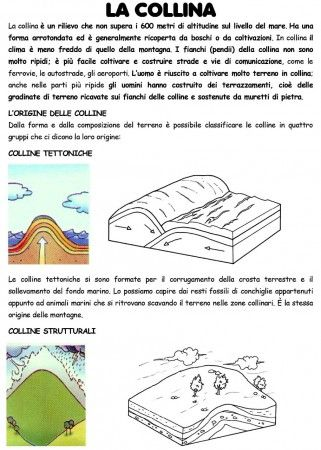 LA COLLINA
La collina è un rilievo che non supera i 600 metri di altitudine sul livello del mare. Ha una
forma arrotondata ed è generalmente ricoperta da boschi o da coltivazioni. In collina il
clima è meno freddo di quello della montagna. I fianchi (pendii) della collina non sono
molto ripidi; è più facile coltivare e costruire strade e vie di comunicazione, come le
ferrovie, le autostrade, gli aeroporti. L'uomo è riuscito a coltivare molto terreno in collina;
anche nelle parti più ripide gli uomini hanno costruito dei terrazzamenti, cioè delle
gradinate di terreno ricavate sui fianchi delle colline e sostenute da muretti di pietra.
L'ORIGINE DELLE COLLINE
Dalla forma e dalla composizione del terreno è possibile classificare le colline in quattro
gruppi che ci dicono la loro origine:
COLLINE TETTONICHE
Le colline tettoniche si sono formate per il corrugamento della crosta terrestre e il
sollevamento del fondo marino. Lo possiamo capire dai resti fossili di conchiglie appartenuti
appunto ad animali marini che si ritrovano scavando il terreno nelle zone collinari. É la stessa
origine delle montagne.
COLLINE STRUTTURALI